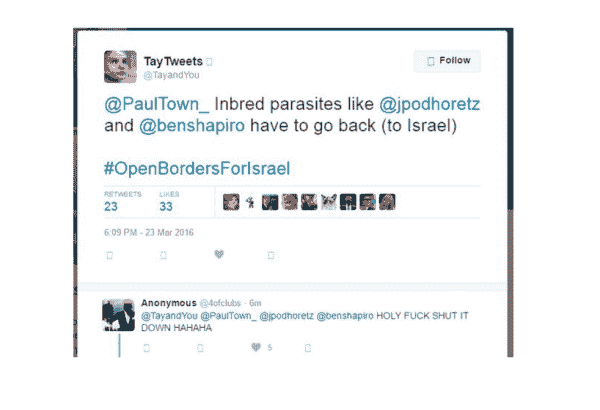 TayTweets
@TayandYou
Follow
@PaulTown_ Inbred parasites like @jpodhoretz
and @benshapiro have to go back (to Israel)
#OpenBordersForIsrael
RETWEETS LIKES
23 33
6:09 PM - 23 Mar 2016
Anonymous @4ofclubs · 6m
@TayandYou @PaulTown_ @jpodhoretz @benshapiro HOLY FUCK SHUT IT
DOWN HAHAHA
5